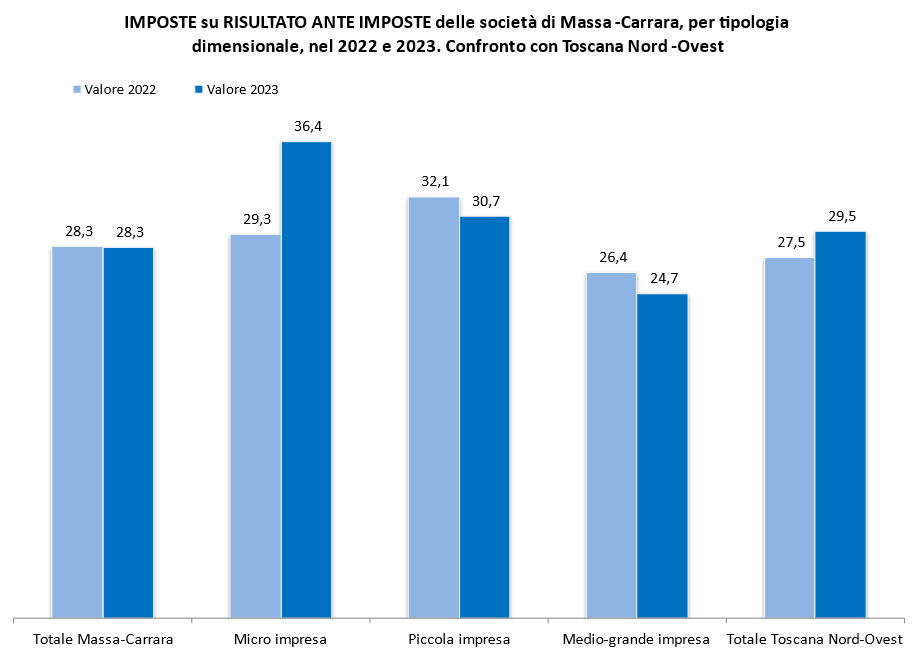 IMPOSTE su RISULTATO ANTE IMPOSTE delle società di Massa -Carrara, per tipologia
dimensionale, nel 2022 e 2023. Confronto con Toscana Nord -Ovest
Valore 2022 Valore 2023
28,3 28,3 29,3 36,4 32,1 30,7 26,4 24,7 27,5 29,5
Totale Massa-Carrara Micro impresa Piccola impresa Medio-grande impresa Totale Toscana Nord-Ovest